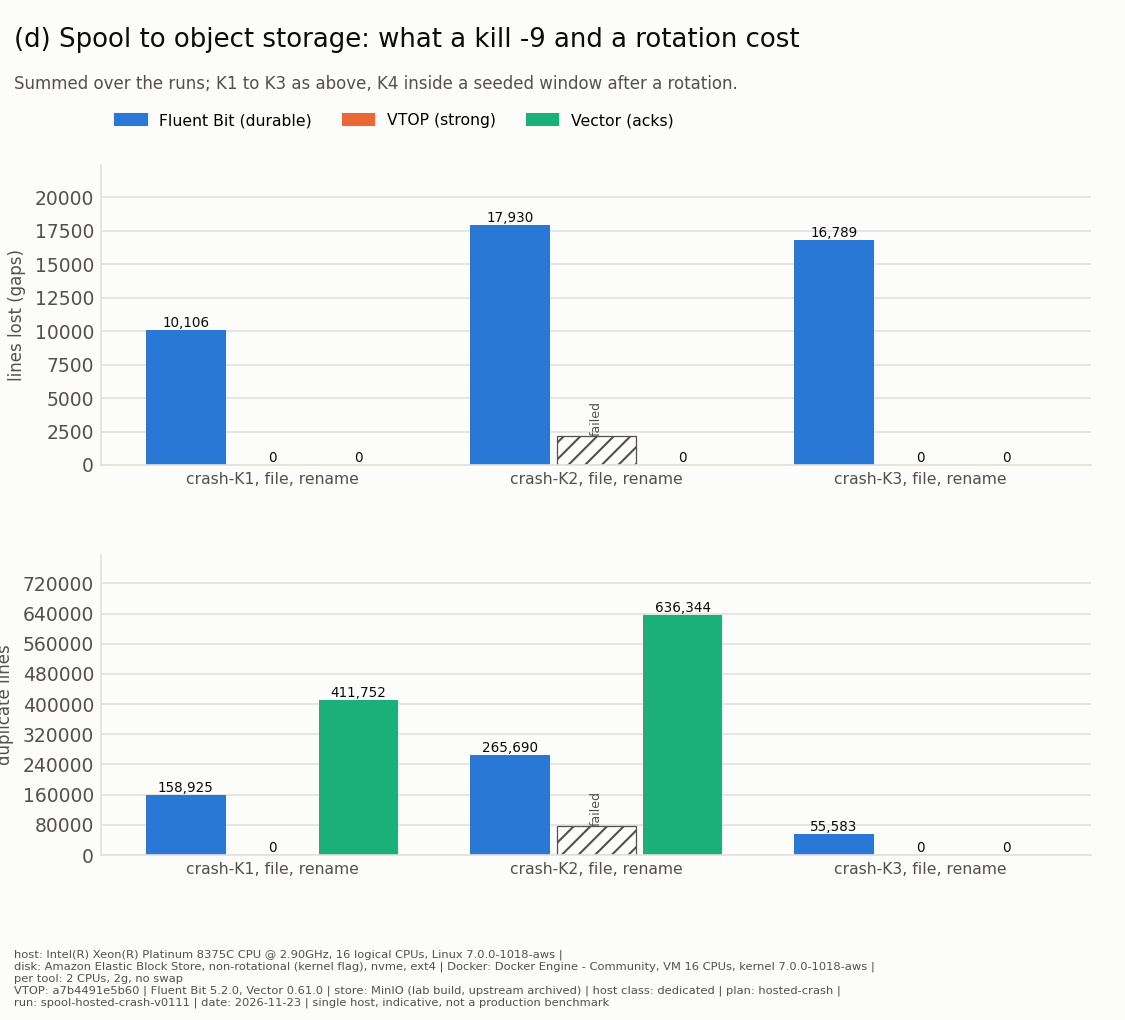 (d) Spool to object storage: what a kill -9 and a rotation cost
Summed over the runs; K1 to K3 as above, K4 inside a seeded window after a rotation.
Fluent Bit (durable) VTOP (strong) Vector (acks)
lines lost (gaps)
20000
17500
15000
12500
10000
7500
5000
2500
0
10,106
0
0
17,930
failed
0
16,789
0
0
crash-K1, file, rename
crash-K2, file, rename
crash-K3, file, rename
duplicate lines
720000
640000
560000
480000
400000
320000
240000
160000
80000
0
158,925
0
411,752
265,690
failed
636,344
55,583
0
0
crash-K1, file, rename
crash-K2, file, rename
crash-K3, file, rename
host: Intel(R) Xeon(R) Platinum 8375C CPU @ 2.90GHz, 16 logical CPUs, Linux 7.0.0-1018-aws |
disk: Amazon Elastic Block Store, non-rotational (kernel flag), nvme, ext4 | Docker: Docker Engine - Community, VM 16 CPUs, kernel 7.0.0-1018-aws |
per tool: 2 CPUs, 2g, no swap
VTOP: a7b4491e5b60 | Fluent Bit 5.2.0, Vector 0.61.0 | store: MinIO (lab build, upstream archived) | host class: dedicated | plan: hosted-crash |
run: spool-hosted-crash-v0111 | date: 2026-11-23 | single host, indicative, not a production benchmark